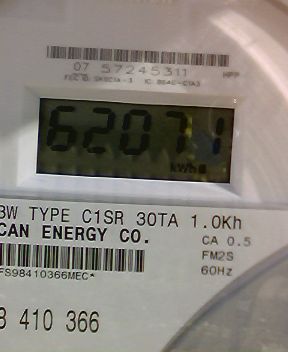 07 57245311
HPP
62071
kWh
3W TYPE C1SR 30TA 1.0Kh
CAN ENERGY CO.
CA 0.5
FM2S
60Hz
FS98410366MEC*
8 410 366